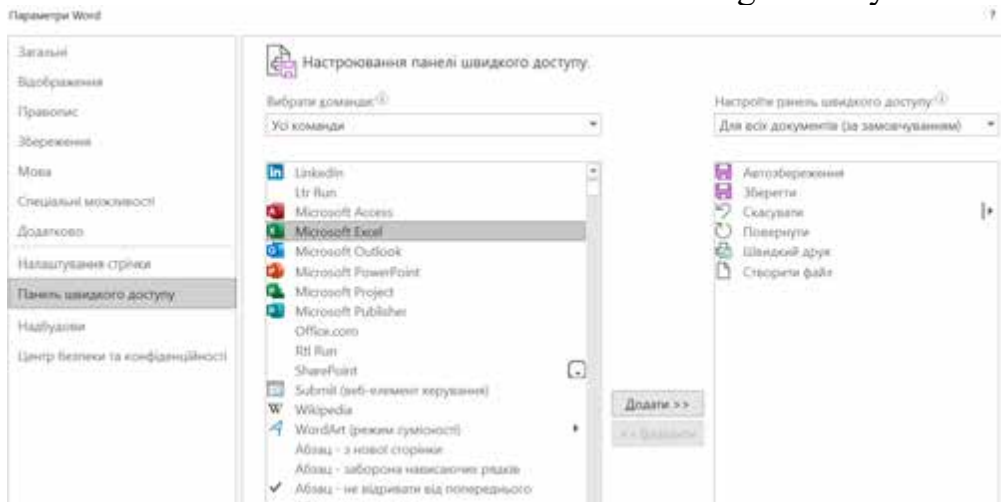 Параметри Word
?
Загальні
Відображення
Правопис
Збереження
Мова
Спеціальні можливості
Додатково
Налаштування стрічки
Панель швидкого доступу
Надбудови
Центр безпеки та конфіденційності
Настроювання панелі швидкого доступу.
Вибрати команди:
Усі команди
LinkedIn
Ltr Run
Microsoft Access
Microsoft Excel
Microsoft Outlook
Microsoft PowerPoint
Microsoft Project
Microsoft Publisher
Office.com
Rtl Run
SharePoint
Submit (веб-елемент керування)
Wikipedia
WordArt (режим сумісності)
Абзац - з нової сторінки
Абзац - заборона нависаючих рядків
Абзац - не відривати від попереднього
Додати >>
<< Видалити
Настройте панель швидкого доступу:
Для всіх документів (за замовчуванням)
Автозбереження
Зберегти
Скасувати
Повернути
Швидкий друк
Створити файл